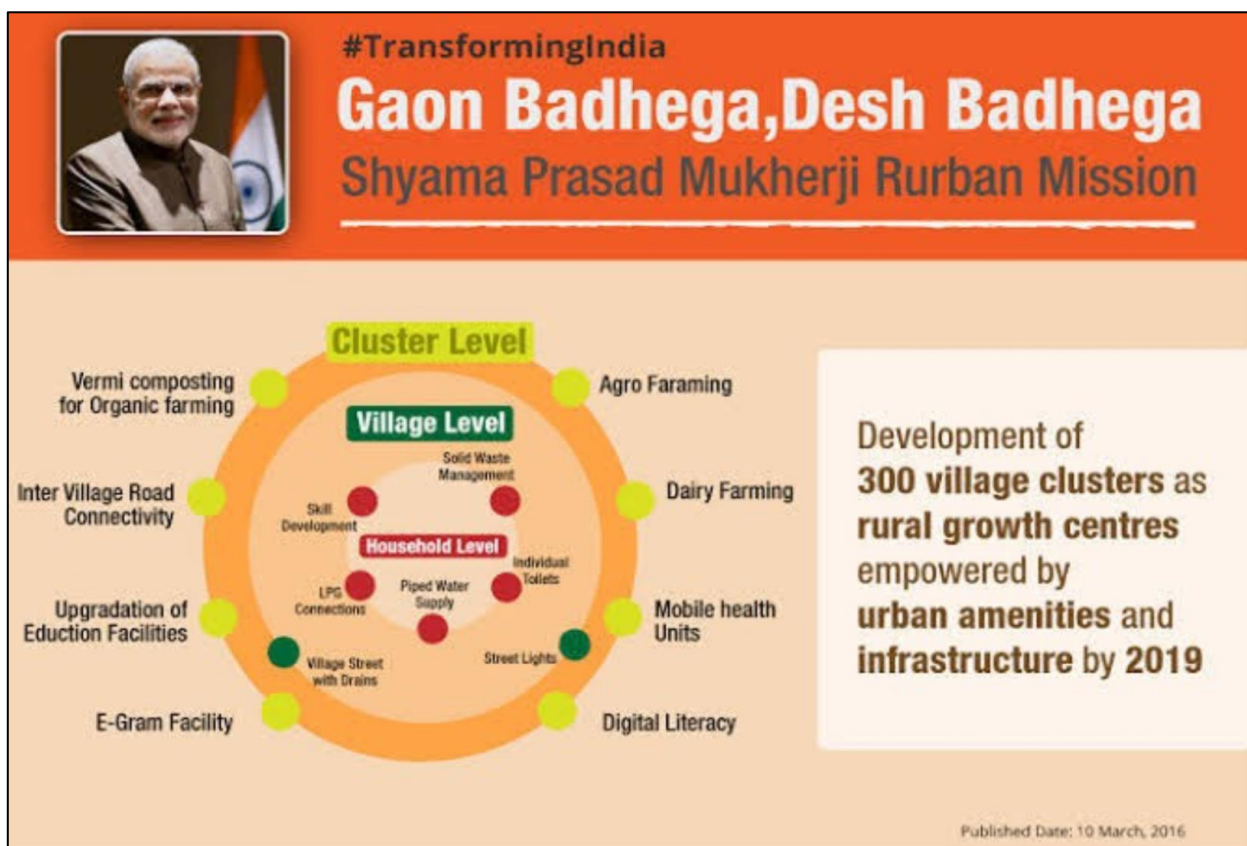 #TransformingIndia
Gaon Badhega,Desh Badhega
Shyama Prasad Mukherji Rurban Mission
Cluster Level
Vermi composting
for Organic farming
Agro Faraming
Village Level
Solid Waste
Management
Inter Village Road
Connectivity
Dairy Farming
Skill
Development
Household Level
LPG
Connections
Piped Water
Supply
Individual
Toilets
Upgradation of
Eduction Facilities
Mobile health
Units
Village Street
with Drains
Street Lights
E-Gram Facility
Digital Literacy
Development of
300 village clusters as
rural growth centres
empowered by
urban amenities and
infrastructure by 2019
Published Date: 10 March, 2016